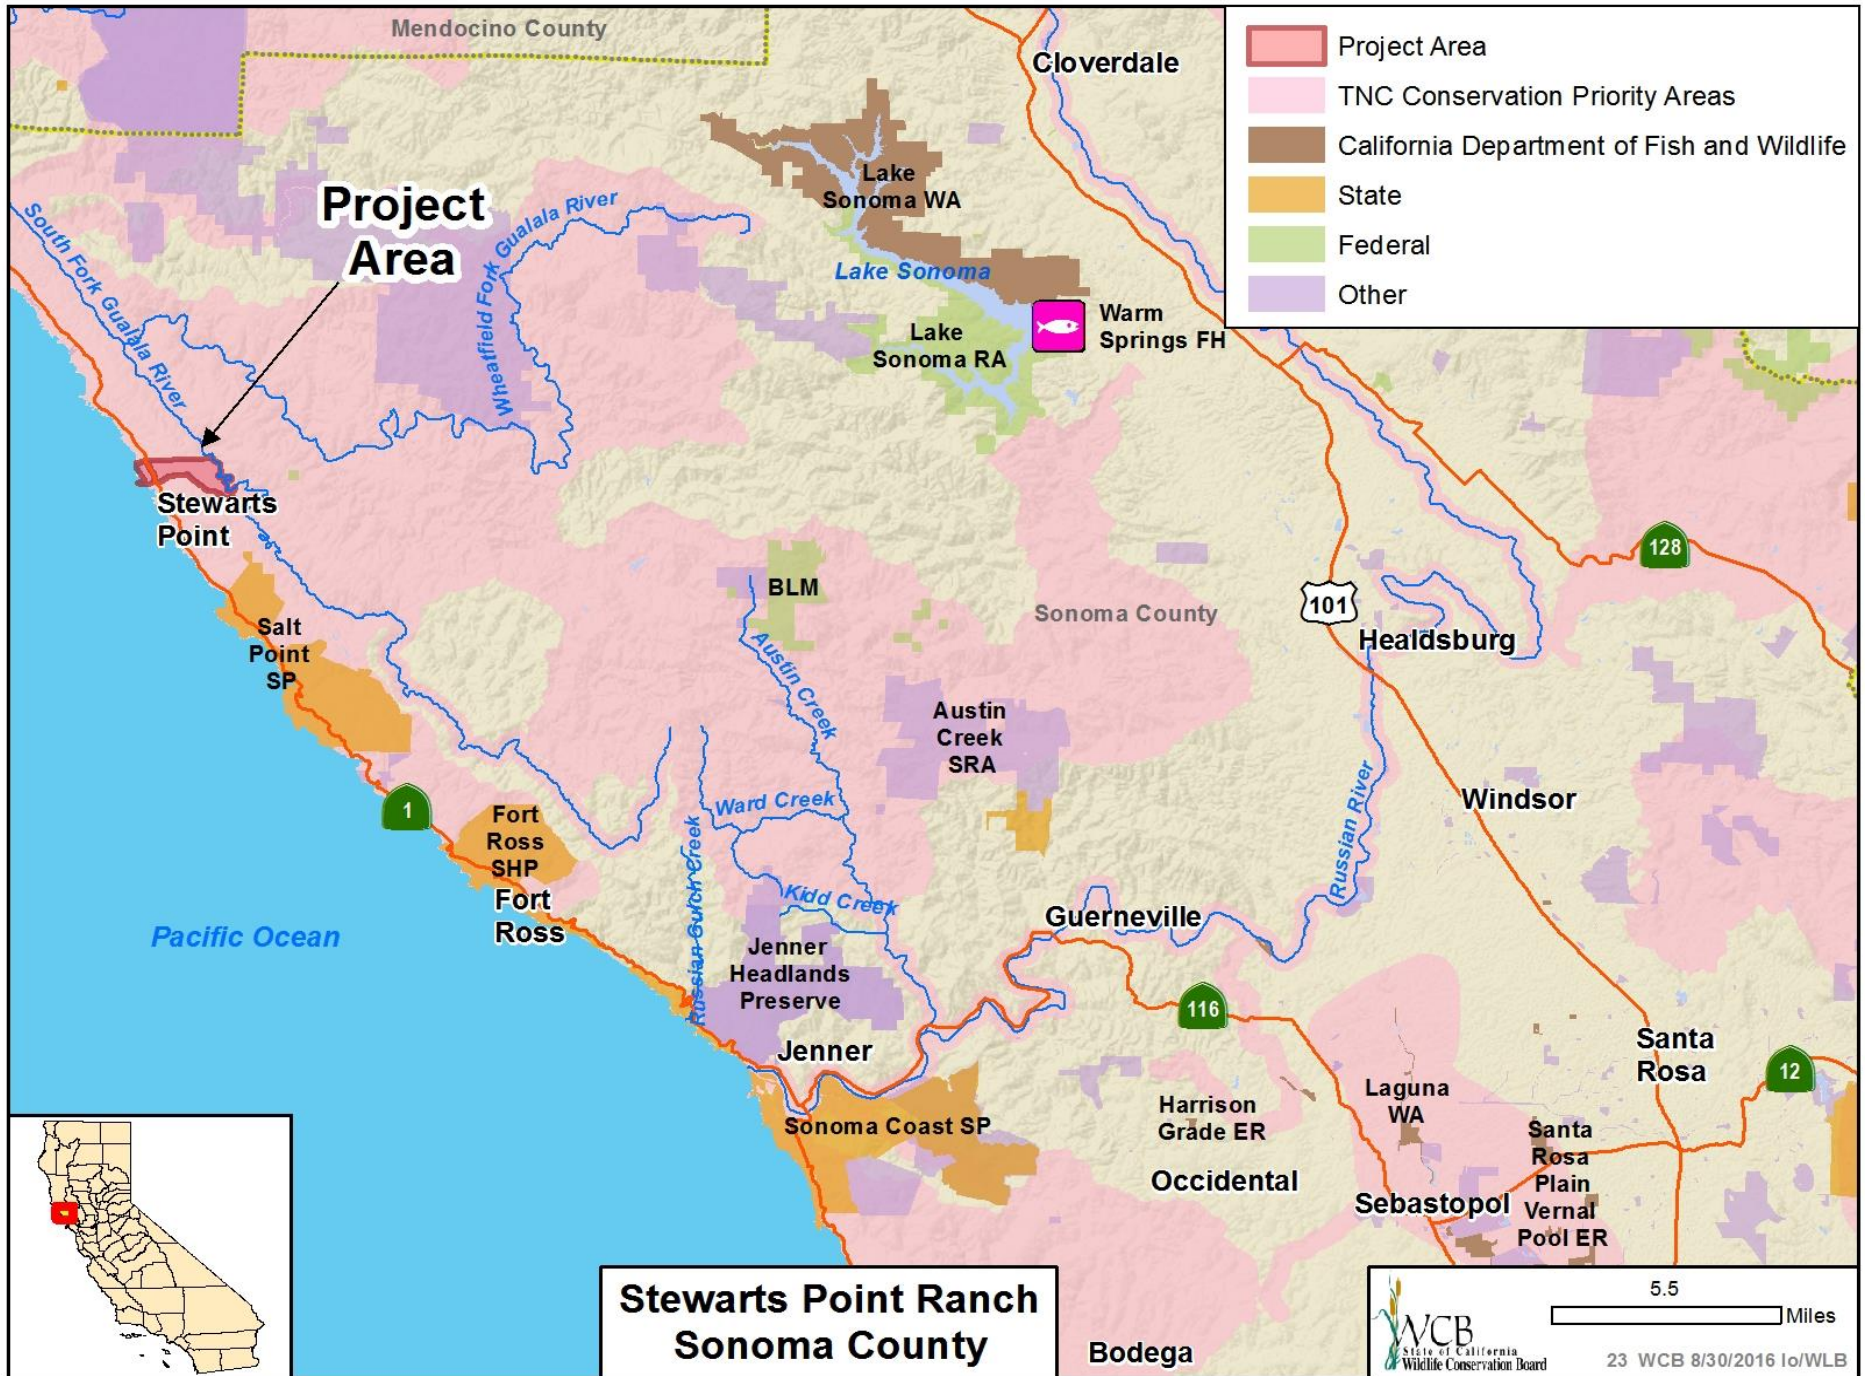 Mendocino County
Cloverdale
Project Area
TNC Conservation Priority Areas
California Department of Fish and Wildlife
State
Federal
Other
Project
Area
South Fork Gualala River
Wheatfield Fork Gualala River
Lake
Sonoma WA
Lake Sonoma
Lake
Sonoma RA
Warm
Springs FH
Stewarts
Point
128
BLM
Sonoma County
101
Healdsburg
Salt
Point
SP
Austin Creek
Austin
Creek
SRA
1
Fort
Ross
SHP
Fort
Ross
Ward Creek
Windsor
Russian River
Russian Gulch Creek
Kidd Creek
Guerneville
Pacific Ocean
Jenner
Headlands
Preserve
116
Jenner
Santa
Rosa
12
Laguna
WA
Harrison
Grade ER
Sonoma Coast SP
Santa
Rosa
Plain
Vernal
Pool ER
Occidental
Sebastopol
Stewarts Point Ranch
Sonoma County
Bodega
5.5
Miles
WCB
State of California
Wildlife Conservation Board
23 WCB 8/30/2016 lo/WLB